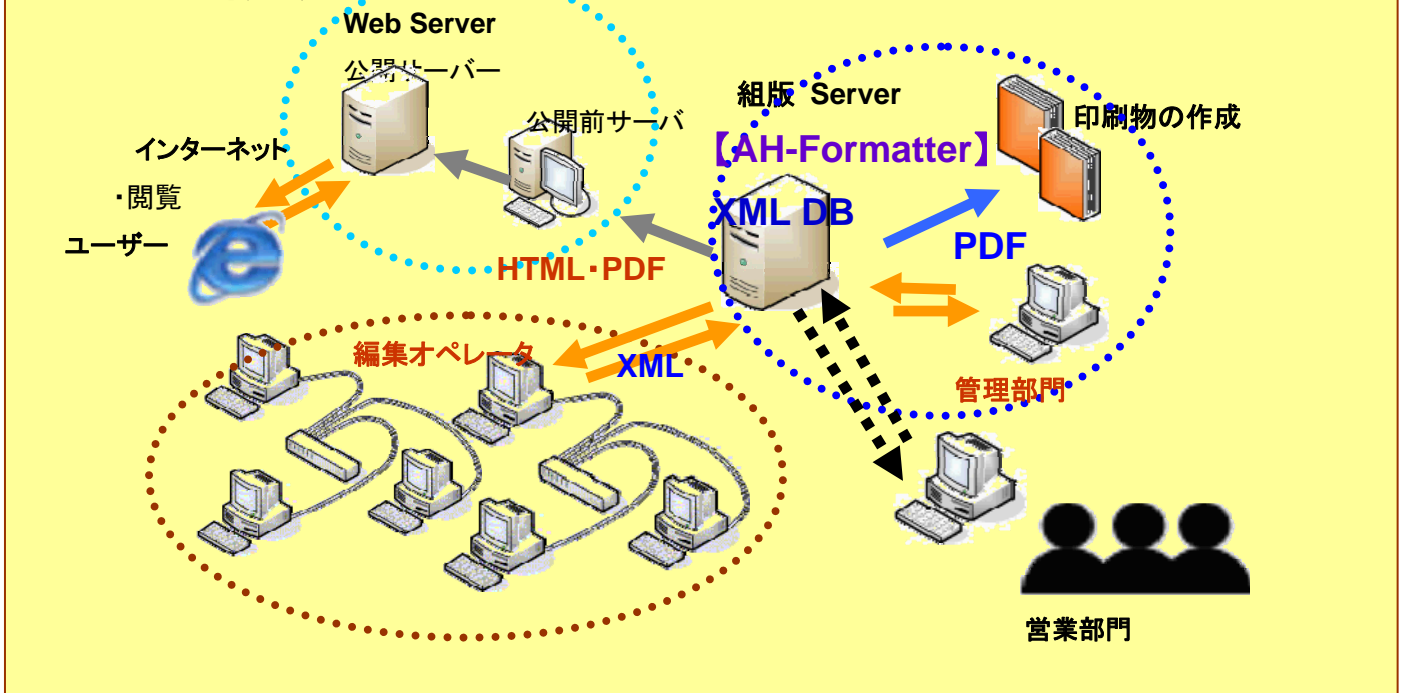 Web Server
公開サーバー
公開前サーバ
インターネット
・閲覧
ユーザー
HTML・PDF
組版 Server
【AH-Formatter】
XML DB
印刷物の作成
PDF
管理部門
編集オペレータ
XML
営業部門